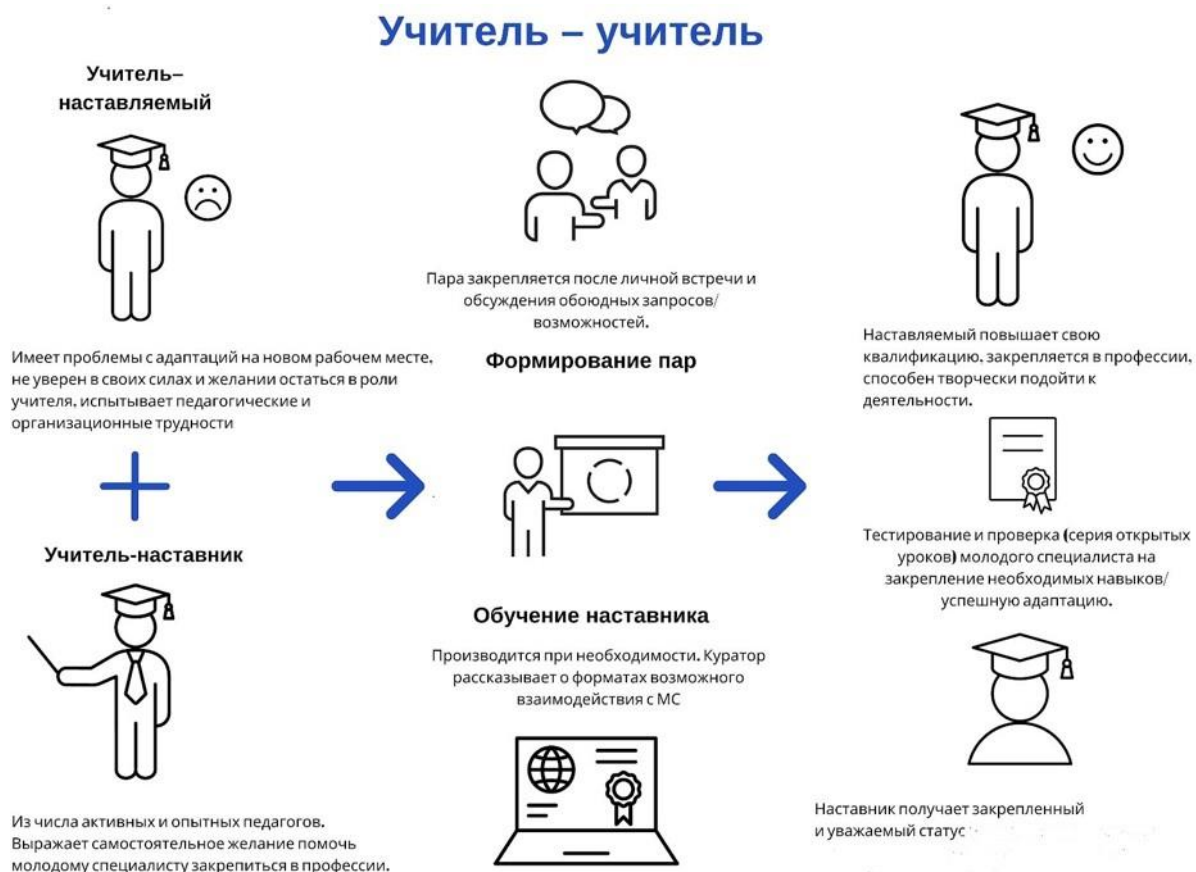 Учитель – учитель
Учитель–
наставляемый
Имеет проблемы с адаптаций на новом рабочем месте,
не уверен в своих силах и желании остаться в роли
учителя, испытывает педагогические и
организационные трудности
Учитель-наставник
Из числа активных и опытных педагогов.
Выражает самостоятельное желание помочь
молодому специалисту закрепиться в профессии.
Пара закрепляется после личной встречи и
обсуждения обоюдных запросов/
возможностей.
Формирование пар
Обучение наставника
Производится при необходимости. Куратор
рассказывает о форматах возможного
взаимодействия с МС
Наставляемый повышает свою
квалификацию, закрепляется в профессии,
способен творчески подойти к
деятельности.
Тестирование и проверка (серия открытых
уроков) молодого специалиста на
закрепление необходимых навыков/
успешную адаптацию.
Наставник получает закрепленный
и уважаемый статус